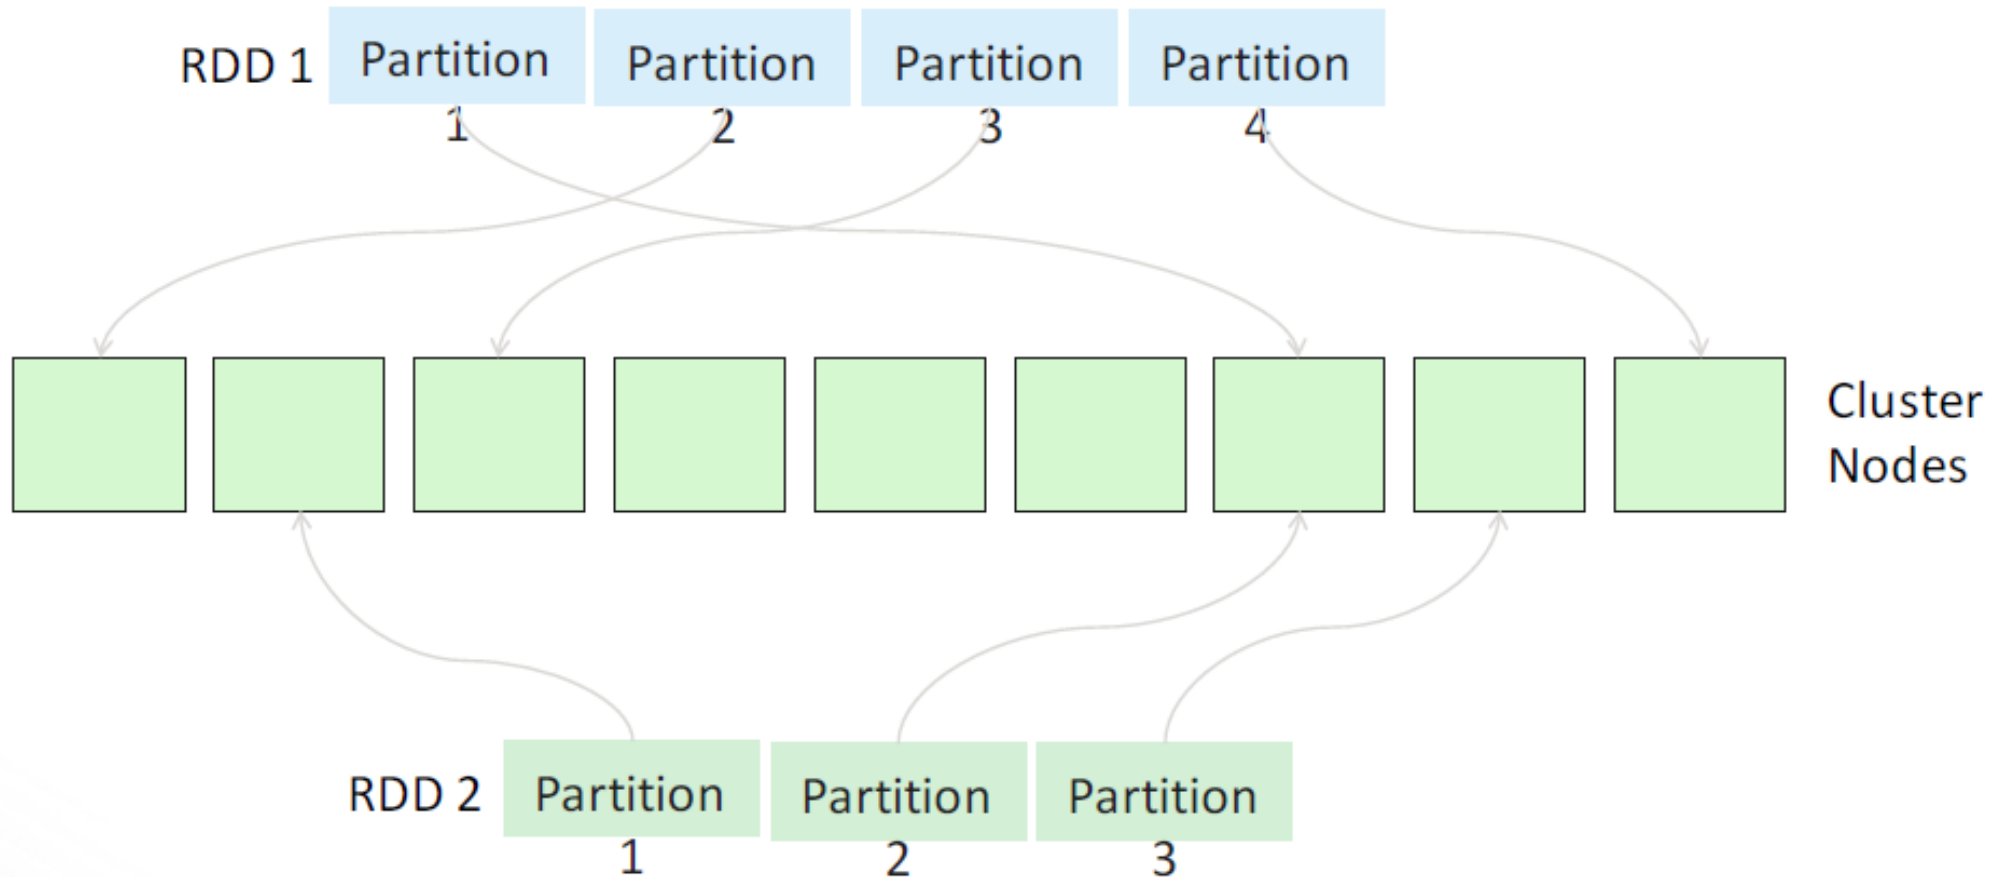 RDD 1
Partition 1
Partition 2
Partition 3
Partition 4
Cluster
Nodes
RDD 2
Partition 1
Partition 2
Partition 3